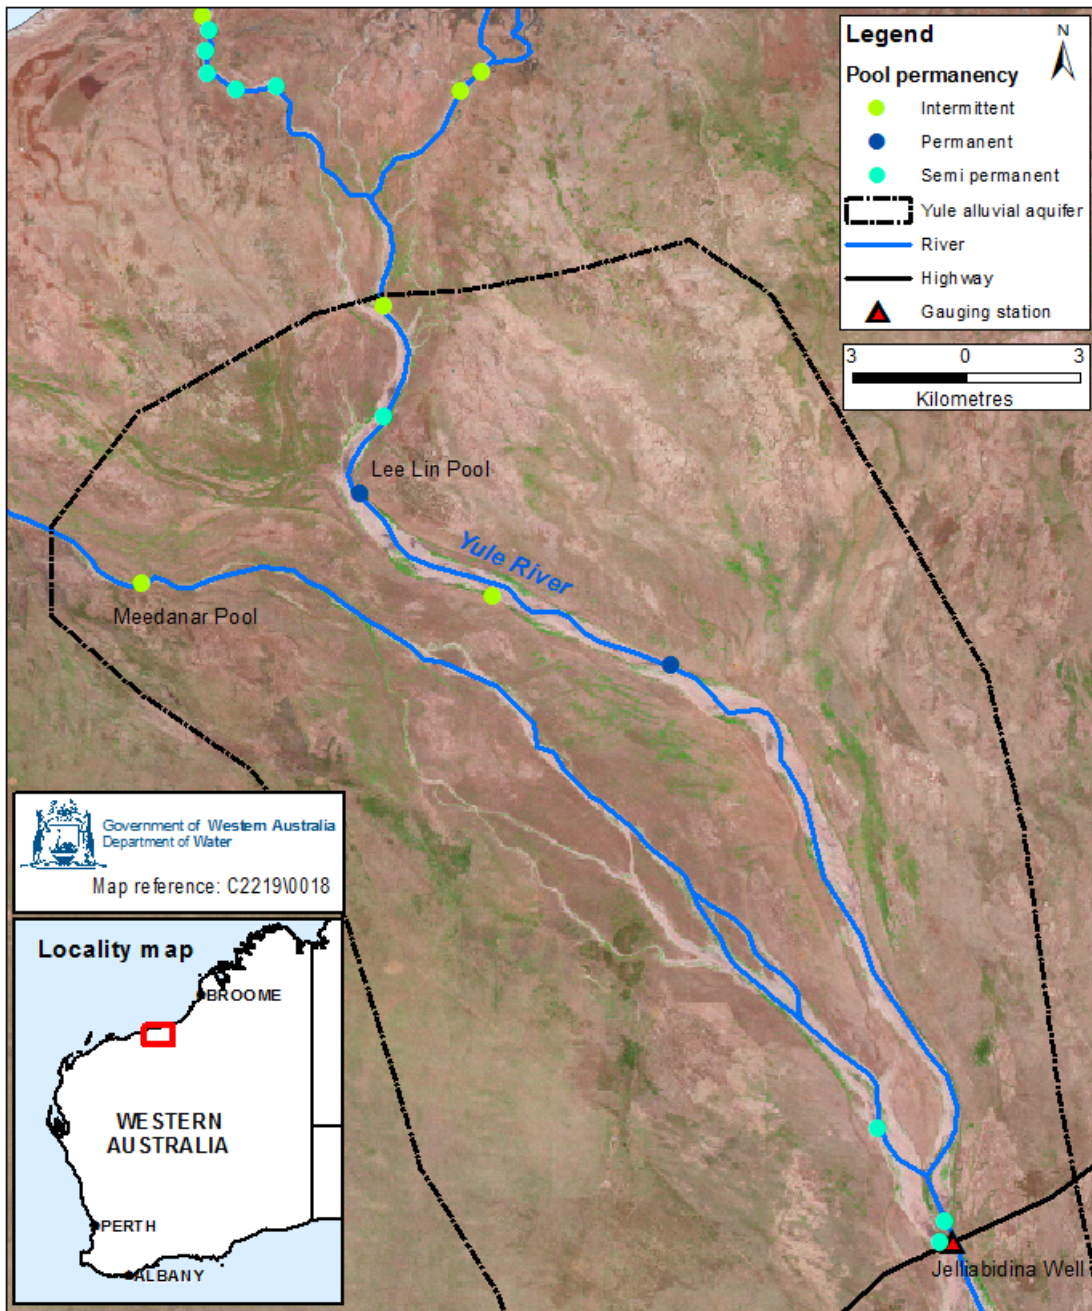 Legend
N
Pool permanency
Intermittent
Permanent
Semi permanent
Yule alluvial aquifer
River
Highway
Gauging station
3 0 3
Kilometres
Lee Lin Pool
Yule River
Meedanar Pool
Government of Western Australia
Department of Water
Map reference: C2219\0018
Locality map
BROOME
WESTERN
AUSTRALIA
PERTH
ALBANY
Jelliabidina Well